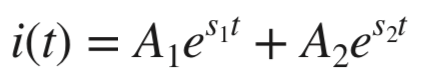 i(t) = A₁e^{s₁t} + A₂e^{s₂t}